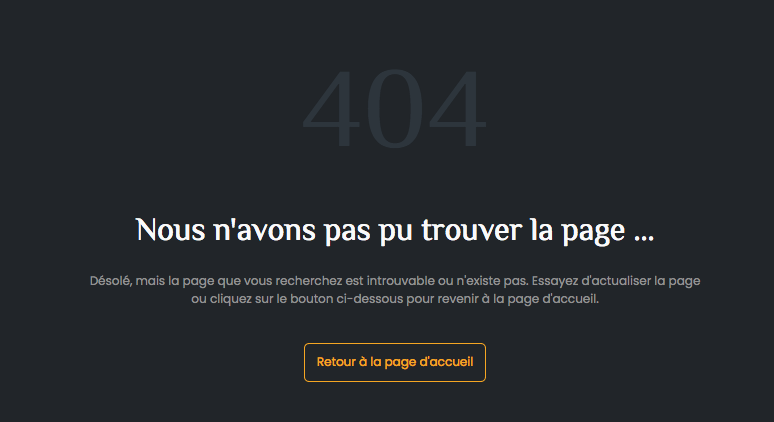 404
Nous n'avons pas pu trouver la page ...
Désolé, mais la page que vous recherchez est introuvable ou n'existe pas. Essayez d'actualiser la page
ou cliquez sur le bouton ci-dessous pour revenir à la page d'accueil.
Retour à la page d'accueil